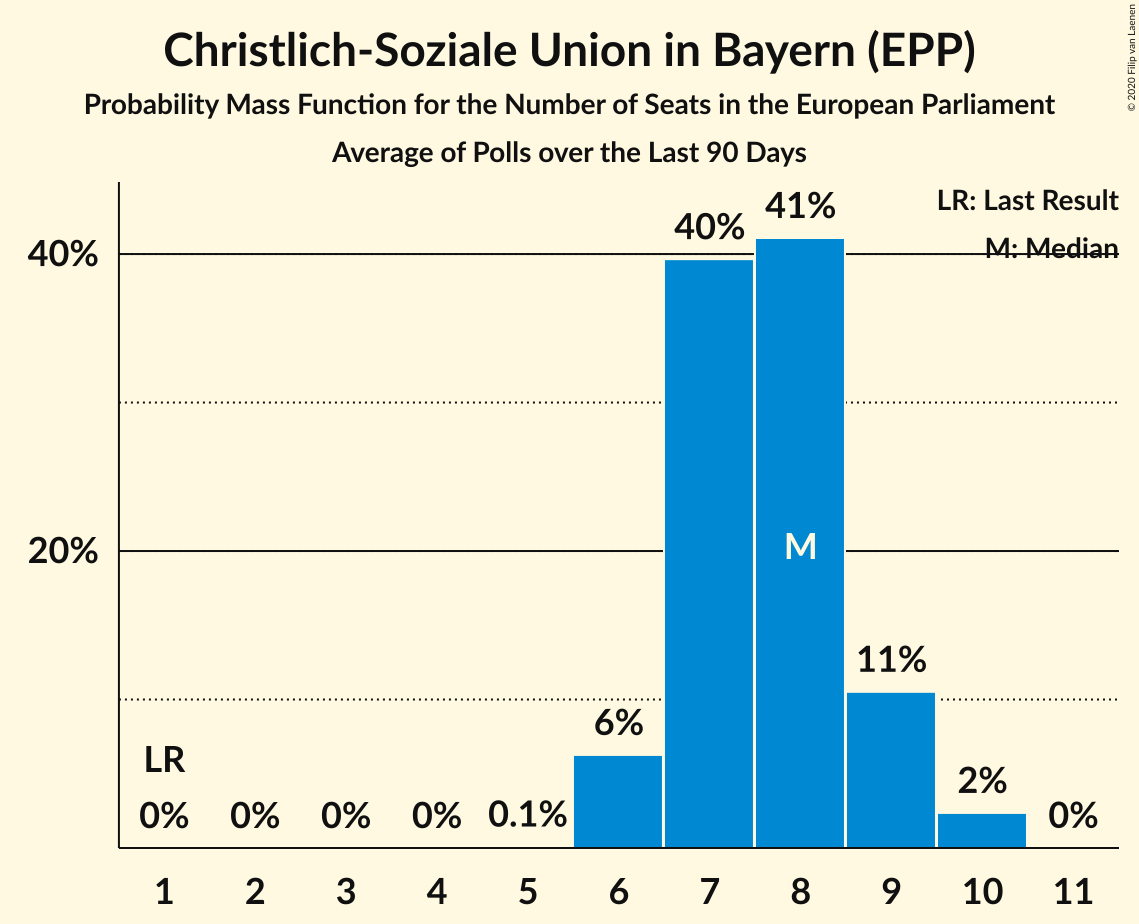 Christlich-Soziale Union in Bayern (EPP)
Probability Mass Function for the Number of Seats in the European Parliament
Average of Polls over the Last 90 Days
© 2020 Filip van Laenen
LR: Last Result
M: Median
40%
20%
LR
0%
0%
0%
0%
0.1%
6%
40%
41%
M
11%
2%
0%
1 2 3 4 5 6 7 8 9 10 11